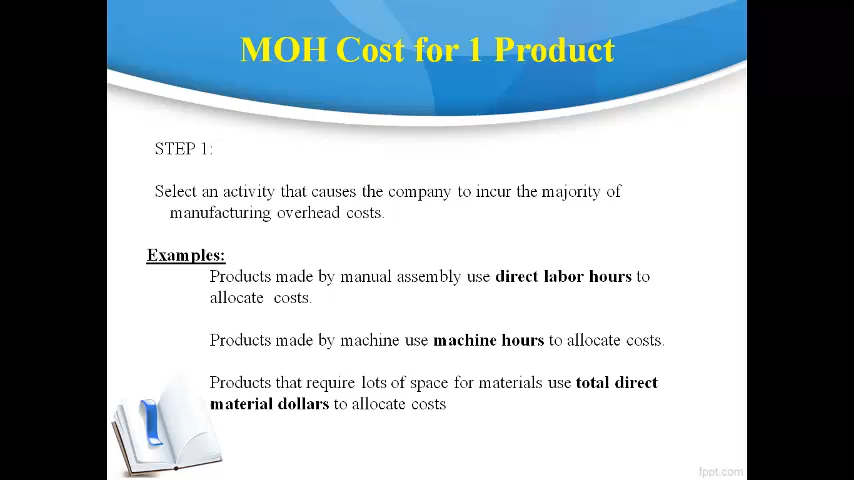 MOH Cost for 1 Product
STEP 1:
Select an activity that causes the company to incur the majority of
manufacturing overhead costs.
Examples:
Products made by manual assembly use direct labor hours to
allocate  costs.
Products made by machine use machine hours to allocate costs.
Products that require lots of space for materials use total direct
material dollars to allocate costs
fppt.com